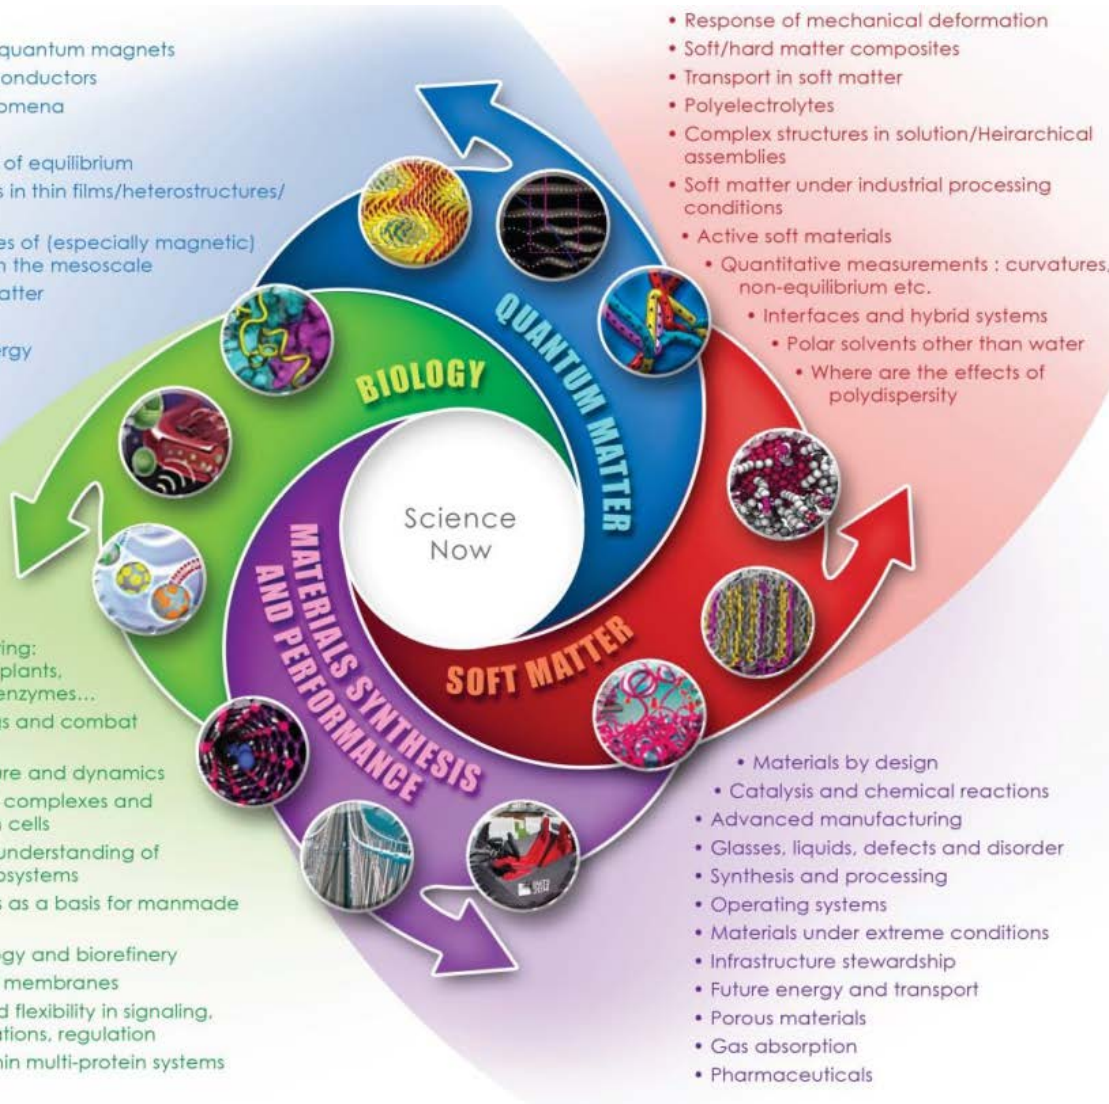 quantum magnets
onductors
omena
of equilibrium
s in thin films/heterostructures/
es of (especially magnetic)
n the mesoscale
atter
ergy
• Response of mechanical deformation
• Soft/hard matter composites
• Transport in soft matter
• Polyelectrolytes
• Complex structures in solution/Heirarchical
assemblies
• Soft matter under industrial processing
conditions
• Active soft materials
• Quantitative measurements : curvatures,
non-equilibrium etc.
• Interfaces and hybrid systems
• Polar solvents other than water
• Where are the effects of
polydispersity
QUANTUM MATTER
BIOLOGY
Science
Now
MATERIALS SYNTHESIS
AND PERFORMANCE
SOFT MATTER
ring:
plants,
enzymes...
gs and combat
ure and dynamics
complexes and
n cells
understanding of
osystems
s as a basis for manmade
gy and biorefinery
membranes
d flexibility in signaling,
ations, regulation
hin multi-protein systems
• Materials by design
• Catalysis and chemical reactions
• Advanced manufacturing
• Glasses, liquids, defects and disorder
• Synthesis and processing
• Operating systems
• Materials under extreme conditions
• Infrastructure stewardship
• Future energy and transport
• Porous materials
• Gas absorption
• Pharmaceuticals